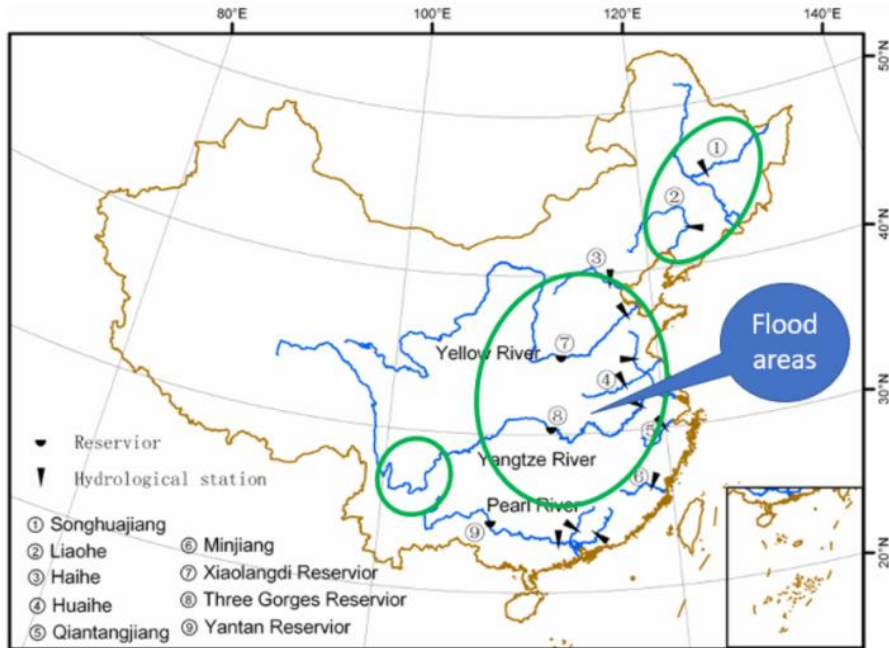 80°E
100°E
120°E
140°E
50°N
40°N
30°N
20°N
①
②
③
Flood
areas
Yellow River
⑦
④
⑧
⑤
Yangtze River
⑥
Pearl River
⑨
Reservior
Hydrological station
① Songhuajiang
② Liaohe
③ Haihe
④ Huaihe
⑤ Qiantangjiang
⑥ Minjiang
⑦ Xiaolangdi Reservior
⑧ Three Gorges Reservior
⑨ Yantan Reservior